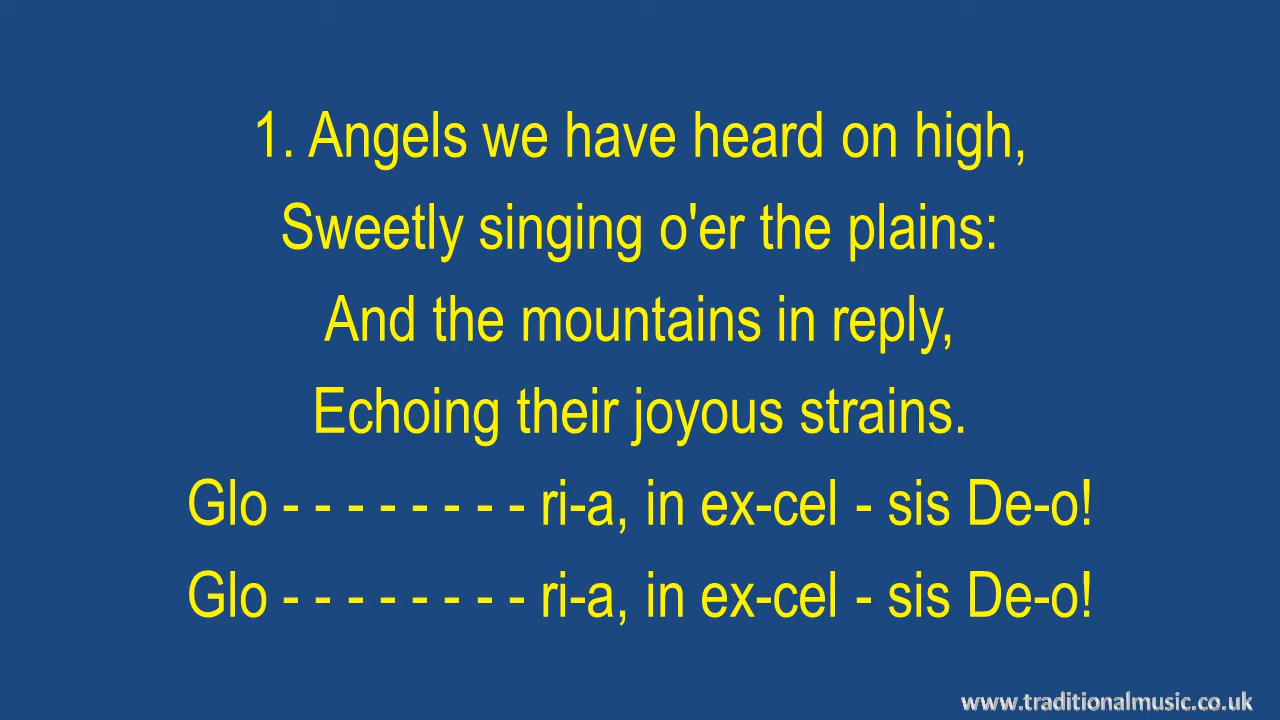 1. Angels we have heard on high,
Sweetly singing o'er the plains:
And the mountains in reply,
Echoing their joyous strains.
Glo - - - - - - - - ri-a, in ex-cel - sis De-o!
Glo - - - - - - - - ri-a, in ex-cel - sis De-o!
www.traditionalmusic.co.uk